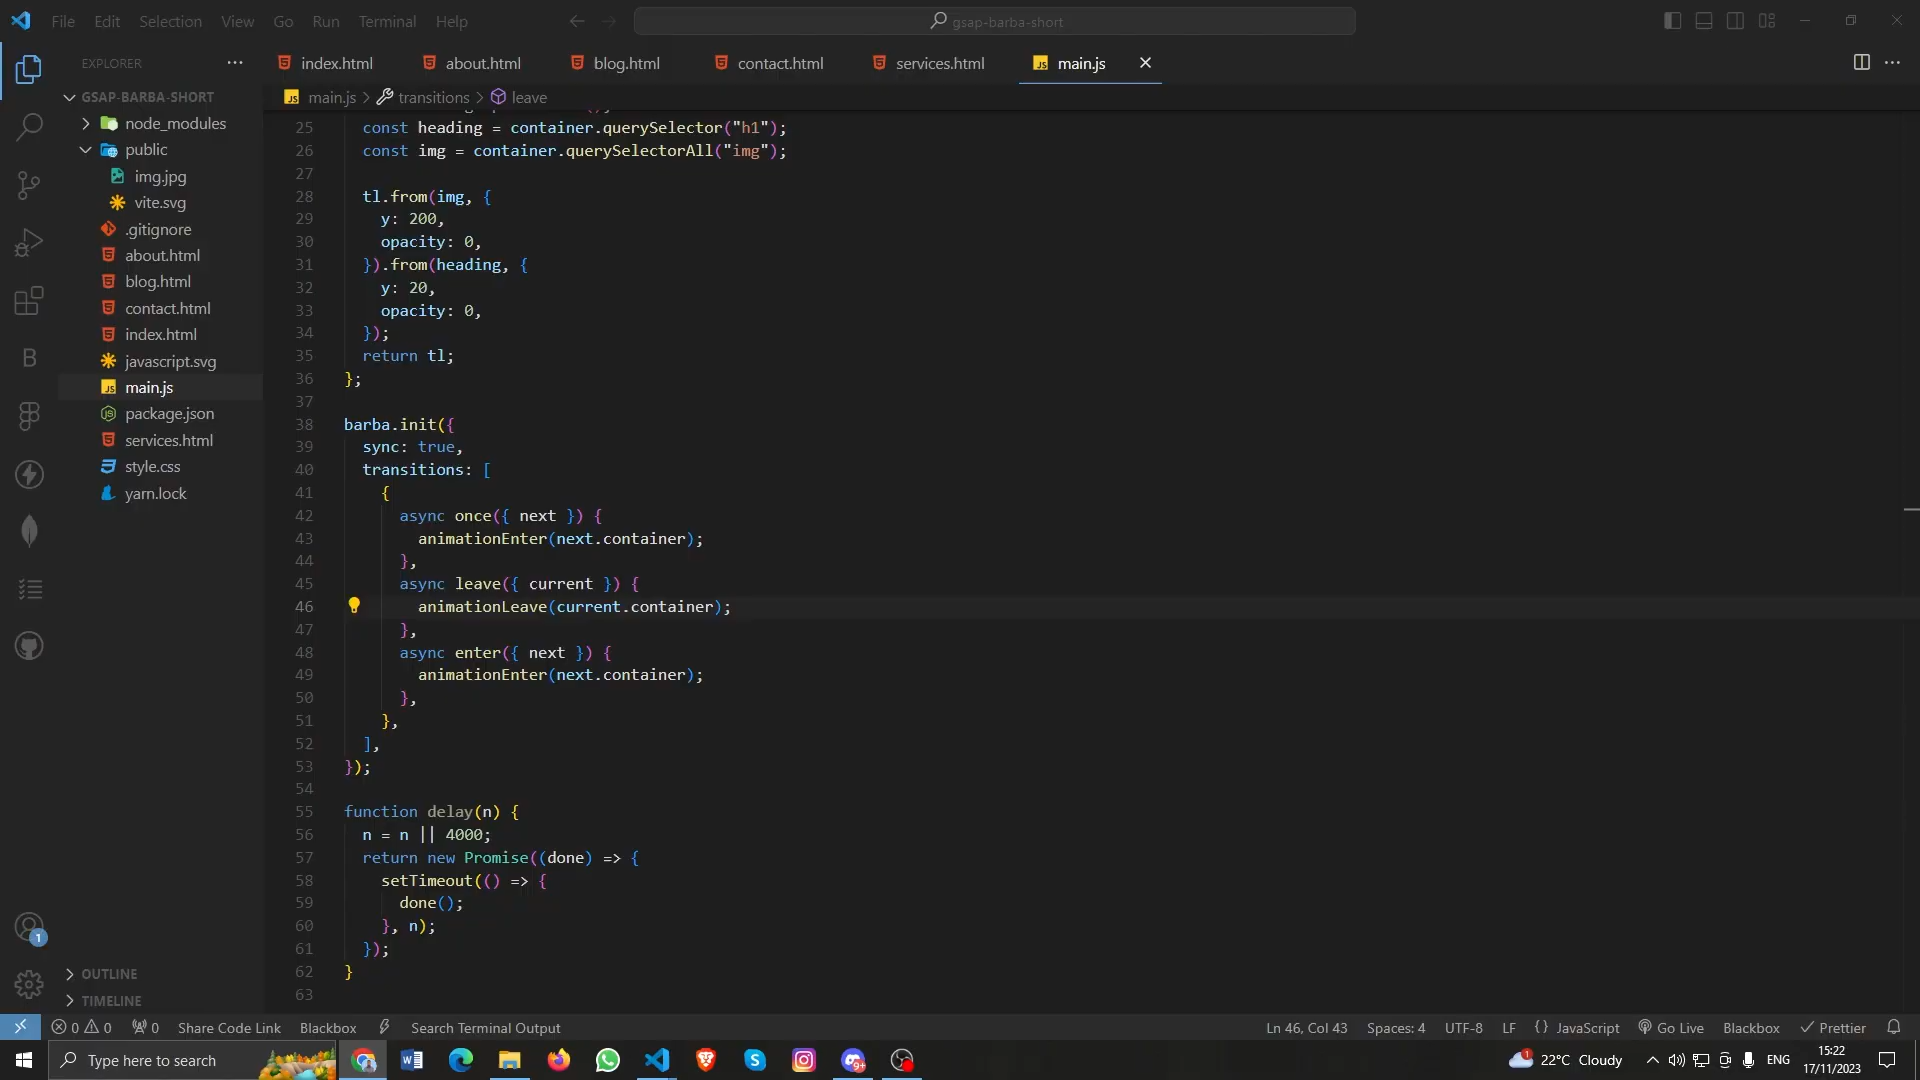 File Edit Selection View Go Run Terminal Help
gsap-barba-short
EXPLORER
index.html about.html blog.html contact.html services.html main.js
GSAP-BARBA-SHORT
node_modules
public
img.jpg
vite.svg
.gitignore
about.html
blog.html
contact.html
index.html
javascript.svg
main.js
package.json
services.html
style.css
yarn.lock
OUTLINE
TIMELINE
main.js > transitions > leave
25 const heading = container.querySelector("h1");
26 const img = container.querySelectorAll("img");
27
28 tl.from(img, {
29 y: 200,
30 opacity: 0,
31 }).from(heading, {
32 y: 20,
33 opacity: 0,
34 });
35 return tl;
36 };
37
38 barba.init({
39 sync: true,
40 transitions: [
41 {
42 async once({ next }) {
43 animationEnter(next.container);
44 },
45 async leave({ current }) {
46 animationLeave(current.container);
47 },
48 async enter({ next }) {
49 animationEnter(next.container);
50 },
51 },
52 ],
53 });
54
55 function delay(n) {
56 n = n || 4000;
57 return new Promise((done) => {
58 setTimeout(() => {
59 done();
60 }, n);
61 });
62 }
63
B
1
0 0 0 Share Code Link Blackbox Search Terminal Output Ln 46, Col 43 Spaces: 4 UTF-8 LF {} JavaScript Go Live Blackbox Prettier
Type here to search
1 22°C Cloudy ENG
15:22
17/11/2023